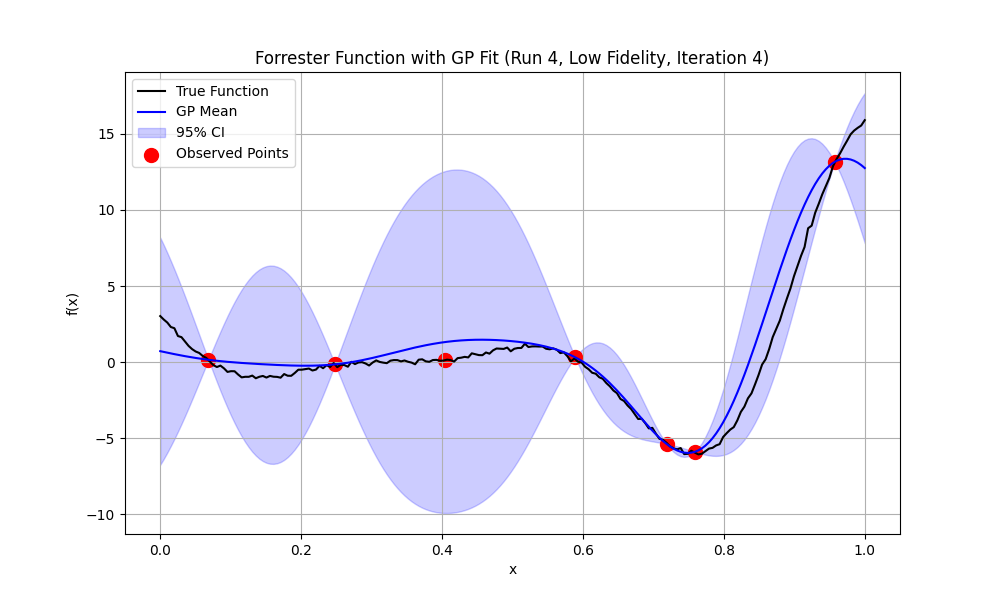 Forrester Function with GP Fit (Run 4, Low Fidelity, Iteration 4)
True Function
GP Mean
95% CI
Observed Points
f(x)
15
10
5
0
−5
−10
0.0
0.2
0.4
0.6
0.8
1.0
x